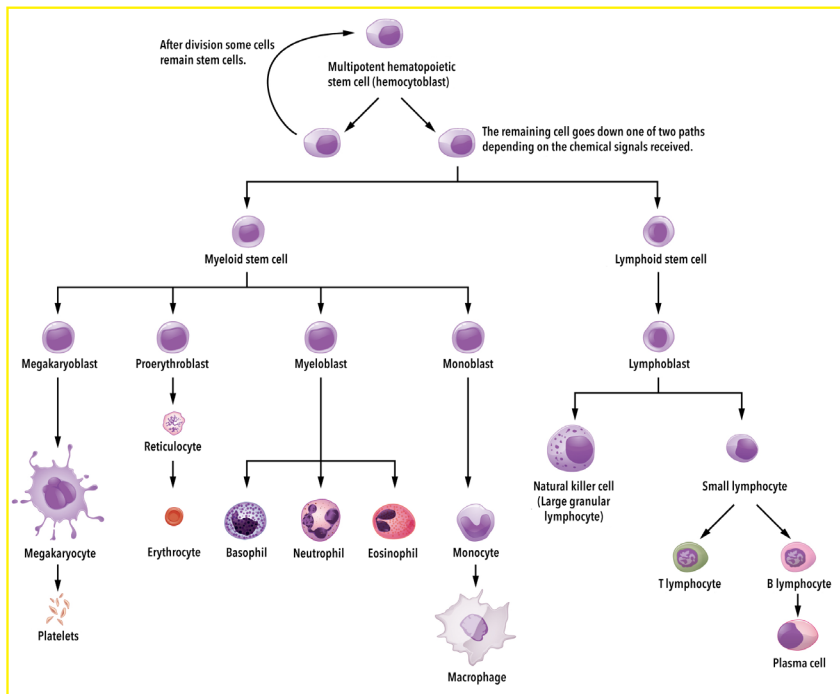 After division some cells
remain stem cells.
Multipotent hematopoietic
stem cell (hemocytoblast)
The remaining cell goes down one of two paths
depending on the chemical signals received.
Myeloid stem cell
Lymphoid stem cell
Megakaryoblast
Proerythroblast
Myeloblast
Monoblast
Lymphoblast
Reticulocyte
Natural killer cell
(Large granular
lymphocyte)
Small lymphocyte
Megakaryocyte
Erythrocyte
Basophil
Neutrophil
Eosinophil
Monocyte
T lymphocyte
B lymphocyte
Platelets
Macrophage
Plasma cell